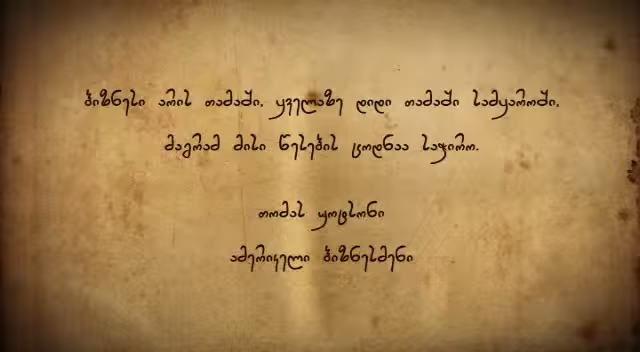 ბიზნესი არის თამაში, ყველაზე დიდი თამაში სამყაროში,
მაგრამ მისი წესების ცოდნაა საჭირო.
თომას უოტსონი
ამერიკელი ბიზნესმენი